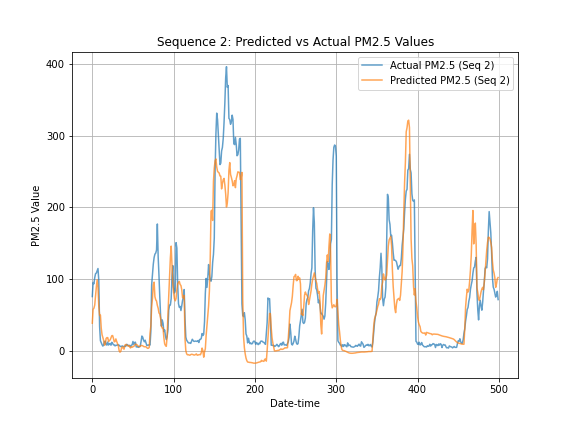 Sequence 2: Predicted vs Actual PM2.5 Values
Actual PM2.5 (Seq 2)
Predicted PM2.5 (Seq 2)
PM2.5 Value
400
300
200
100
0
0
100
200
300
400
500
Date-time